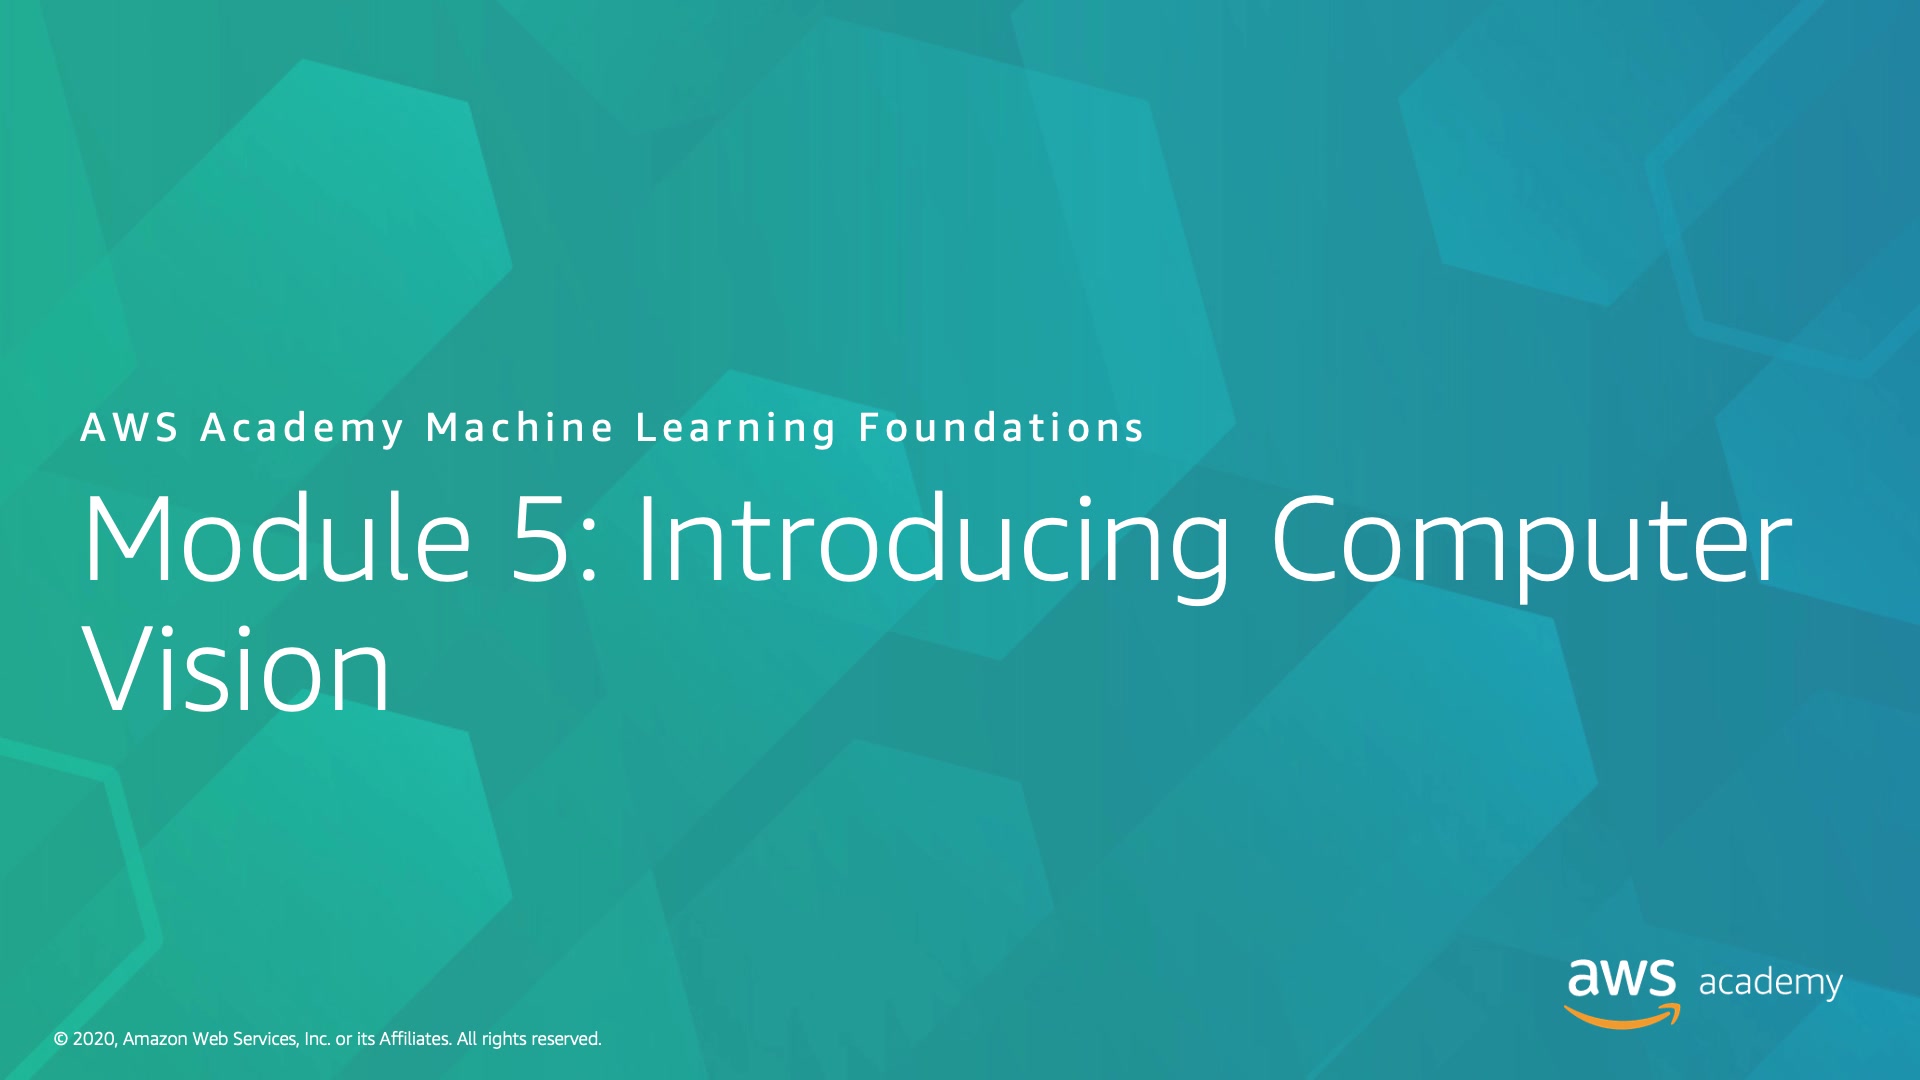 AWS Academy Machine Learning Foundations
Module 5: Introducing Computer
Vision
aws academy
© 2020, Amazon Web Services, Inc. or its Affiliates. All rights reserved.